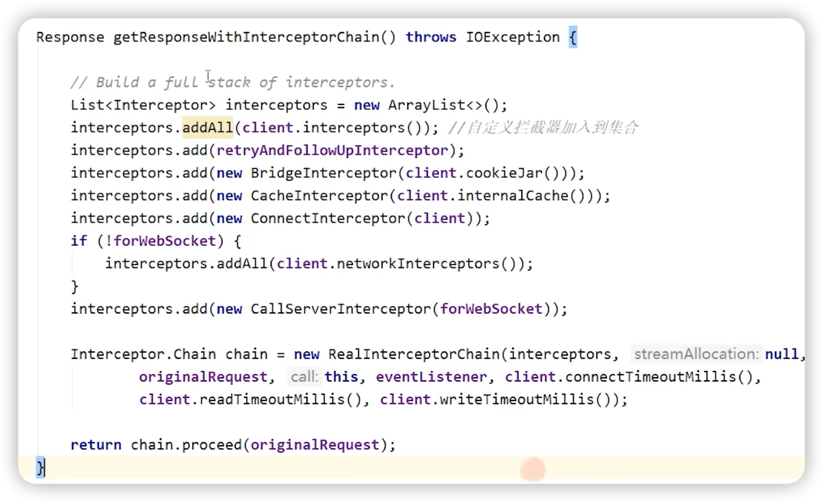 Response getResponseWithInterceptorChain() throws IOException {
// Build a full stack of interceptors.
List<Interceptor> interceptors = new ArrayList<>();
interceptors.addAll(client.interceptors()); //自定义拦截器加入到集合
interceptors.add(retryAndFollowUpInterceptor);
interceptors.add(new BridgeInterceptor(client.cookieJar()));
interceptors.add(new CacheInterceptor(client.internalCache()));
interceptors.add(new ConnectInterceptor(client));
if (!forWebSocket) {
interceptors.addAll(client.networkInterceptors());
}
interceptors.add(new CallServerInterceptor(forWebSocket));
Interceptor.Chain chain = new RealInterceptorChain(interceptors, streamAllocation: null,
originalRequest, call: this, eventListener, client.connectTimeoutMillis(),
client.readTimeoutMillis(), client.writeTimeoutMillis());
return chain.proceed(originalRequest);
}